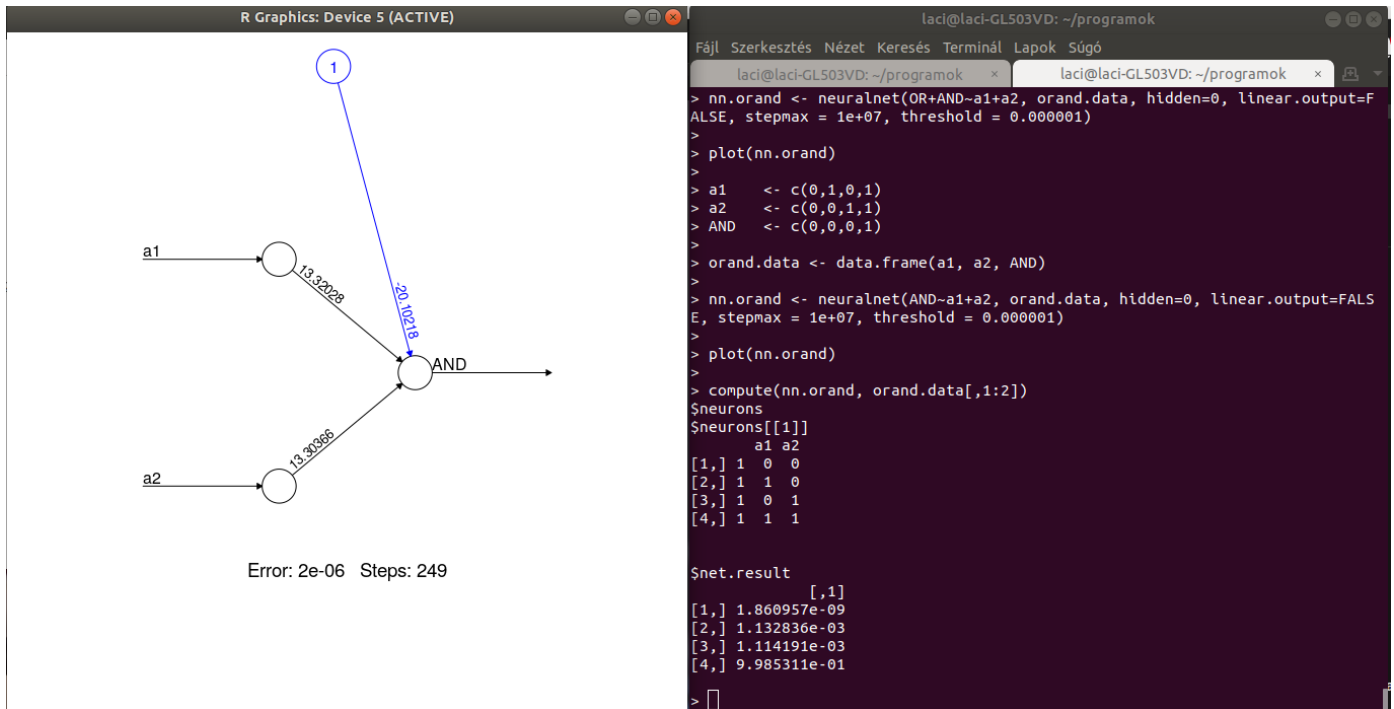 R Graphics: Device 5 (ACTIVE)
1
a1
13.32028
-20.10218
AND
13.30366
a2
Error: 2e-06   Steps: 249
laci@laci-GL503VD: ~/programok
Fájl Szerkesztés Nézet Keresés Terminál Lapok Súgó
laci@laci-GL503VD: ~/programok × laci@laci-GL503VD: ~/programok ×
> nn.orand <- neuralnet(OR+AND~a1+a2, orand.data, hidden=0, linear.output=F
ALSE, stepmax = 1e+07, threshold = 0.000001)
>
> plot(nn.orand)
>
> a1    <- c(0,1,0,1)
> a2    <- c(0,0,1,1)
> AND   <- c(0,0,0,1)
>
> orand.data <- data.frame(a1, a2, AND)
>
> nn.orand <- neuralnet(AND~a1+a2, orand.data, hidden=0, linear.output=FALS
E, stepmax = 1e+07, threshold = 0.000001)
>
> plot(nn.orand)
>
> compute(nn.orand, orand.data[,1:2])
$neurons
$neurons[[1]]
a1 a2
[1,] 1  0  0
[2,] 1  1  0
[3,] 1  0  1
[4,] 1  1  1
$net.result
[,1]
[1,] 1.860957e-09
[2,] 1.132836e-03
[3,] 1.114191e-03
[4,] 9.985311e-01
>